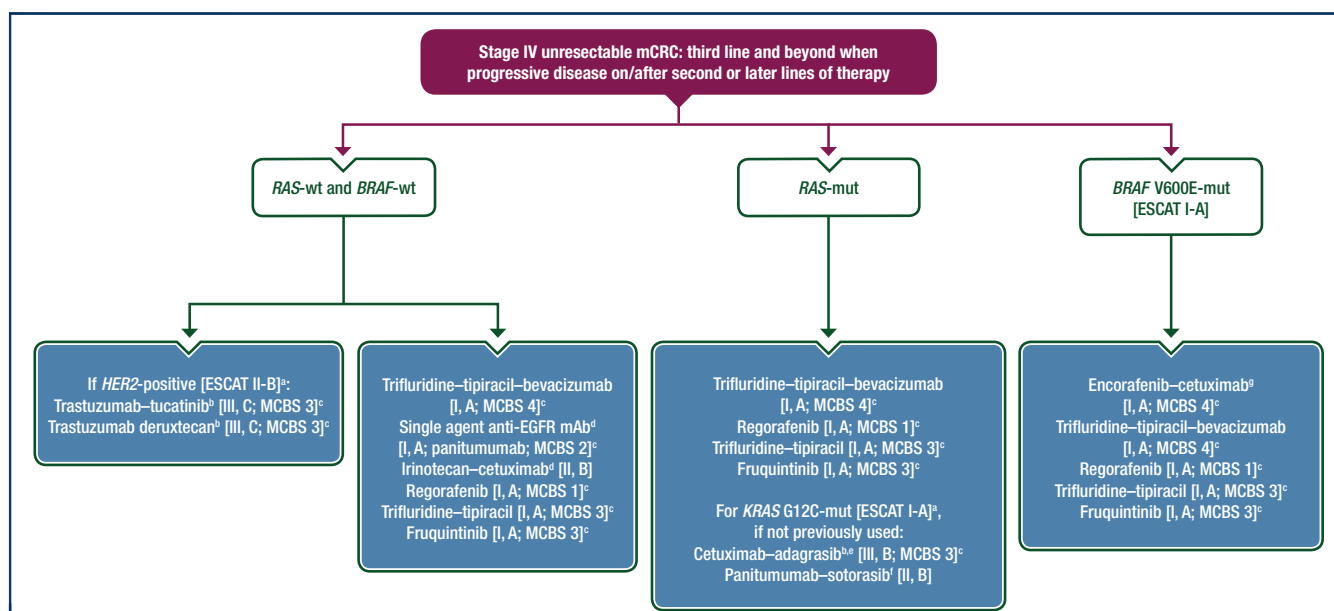 Stage IV unresectable mCRC: third line and beyond when
progressive disease on/after second or later lines of therapy
RAS-wt and BRAF-wt
RAS-mut
BRAF V600E-mut
[ESCAT I-A]
If HER2-positive [ESCAT II-B]ᵃ:
Trastuzumab–tucatinibᵇ [III, C; MCBS 3]ᶜ
Trastuzumab deruxtecanᵇ [III, C; MCBS 3]ᶜ
Trifluridine–tipiracil–bevacizumab
[I, A; MCBS 4]ᶜ
Single agent anti-EGFR mAbᵈ
[I, A; panitumumab; MCBS 2]ᶜ
Irinotecan–cetuximabᵈ [II, B]
Regorafenib [I, A; MCBS 1]ᶜ
Trifluridine–tipiracil [I, A; MCBS 3]ᶜ
Fruquintinib [I, A; MCBS 3]ᶜ
Trifluridine–tipiracil–bevacizumab
[I, A; MCBS 4]ᶜ
Regorafenib [I, A; MCBS 1]ᶜ
Trifluridine–tipiracil [I, A; MCBS 3]ᶜ
Fruquintinib [I, A; MCBS 3]ᶜ
For KRAS G12C-mut [ESCAT I-A]ᵃ,
if not previously used:
Cetuximab–adagrasibᵇ,ᵉ [III, B; MCBS 3]ᶜ
Panitumumab–sotorasibᶠ [II, B]
Encorafenib–cetuximabᵍ
[I, A; MCBS 4]ᶜ
Trifluridine–tipiracil–bevacizumab
[I, A; MCBS 4]ᶜ
Regorafenib [I, A; MCBS 1]ᶜ
Trifluridine–tipiracil [I, A; MCBS 3]ᶜ
Fruquintinib [I, A; MCBS 3]ᶜ